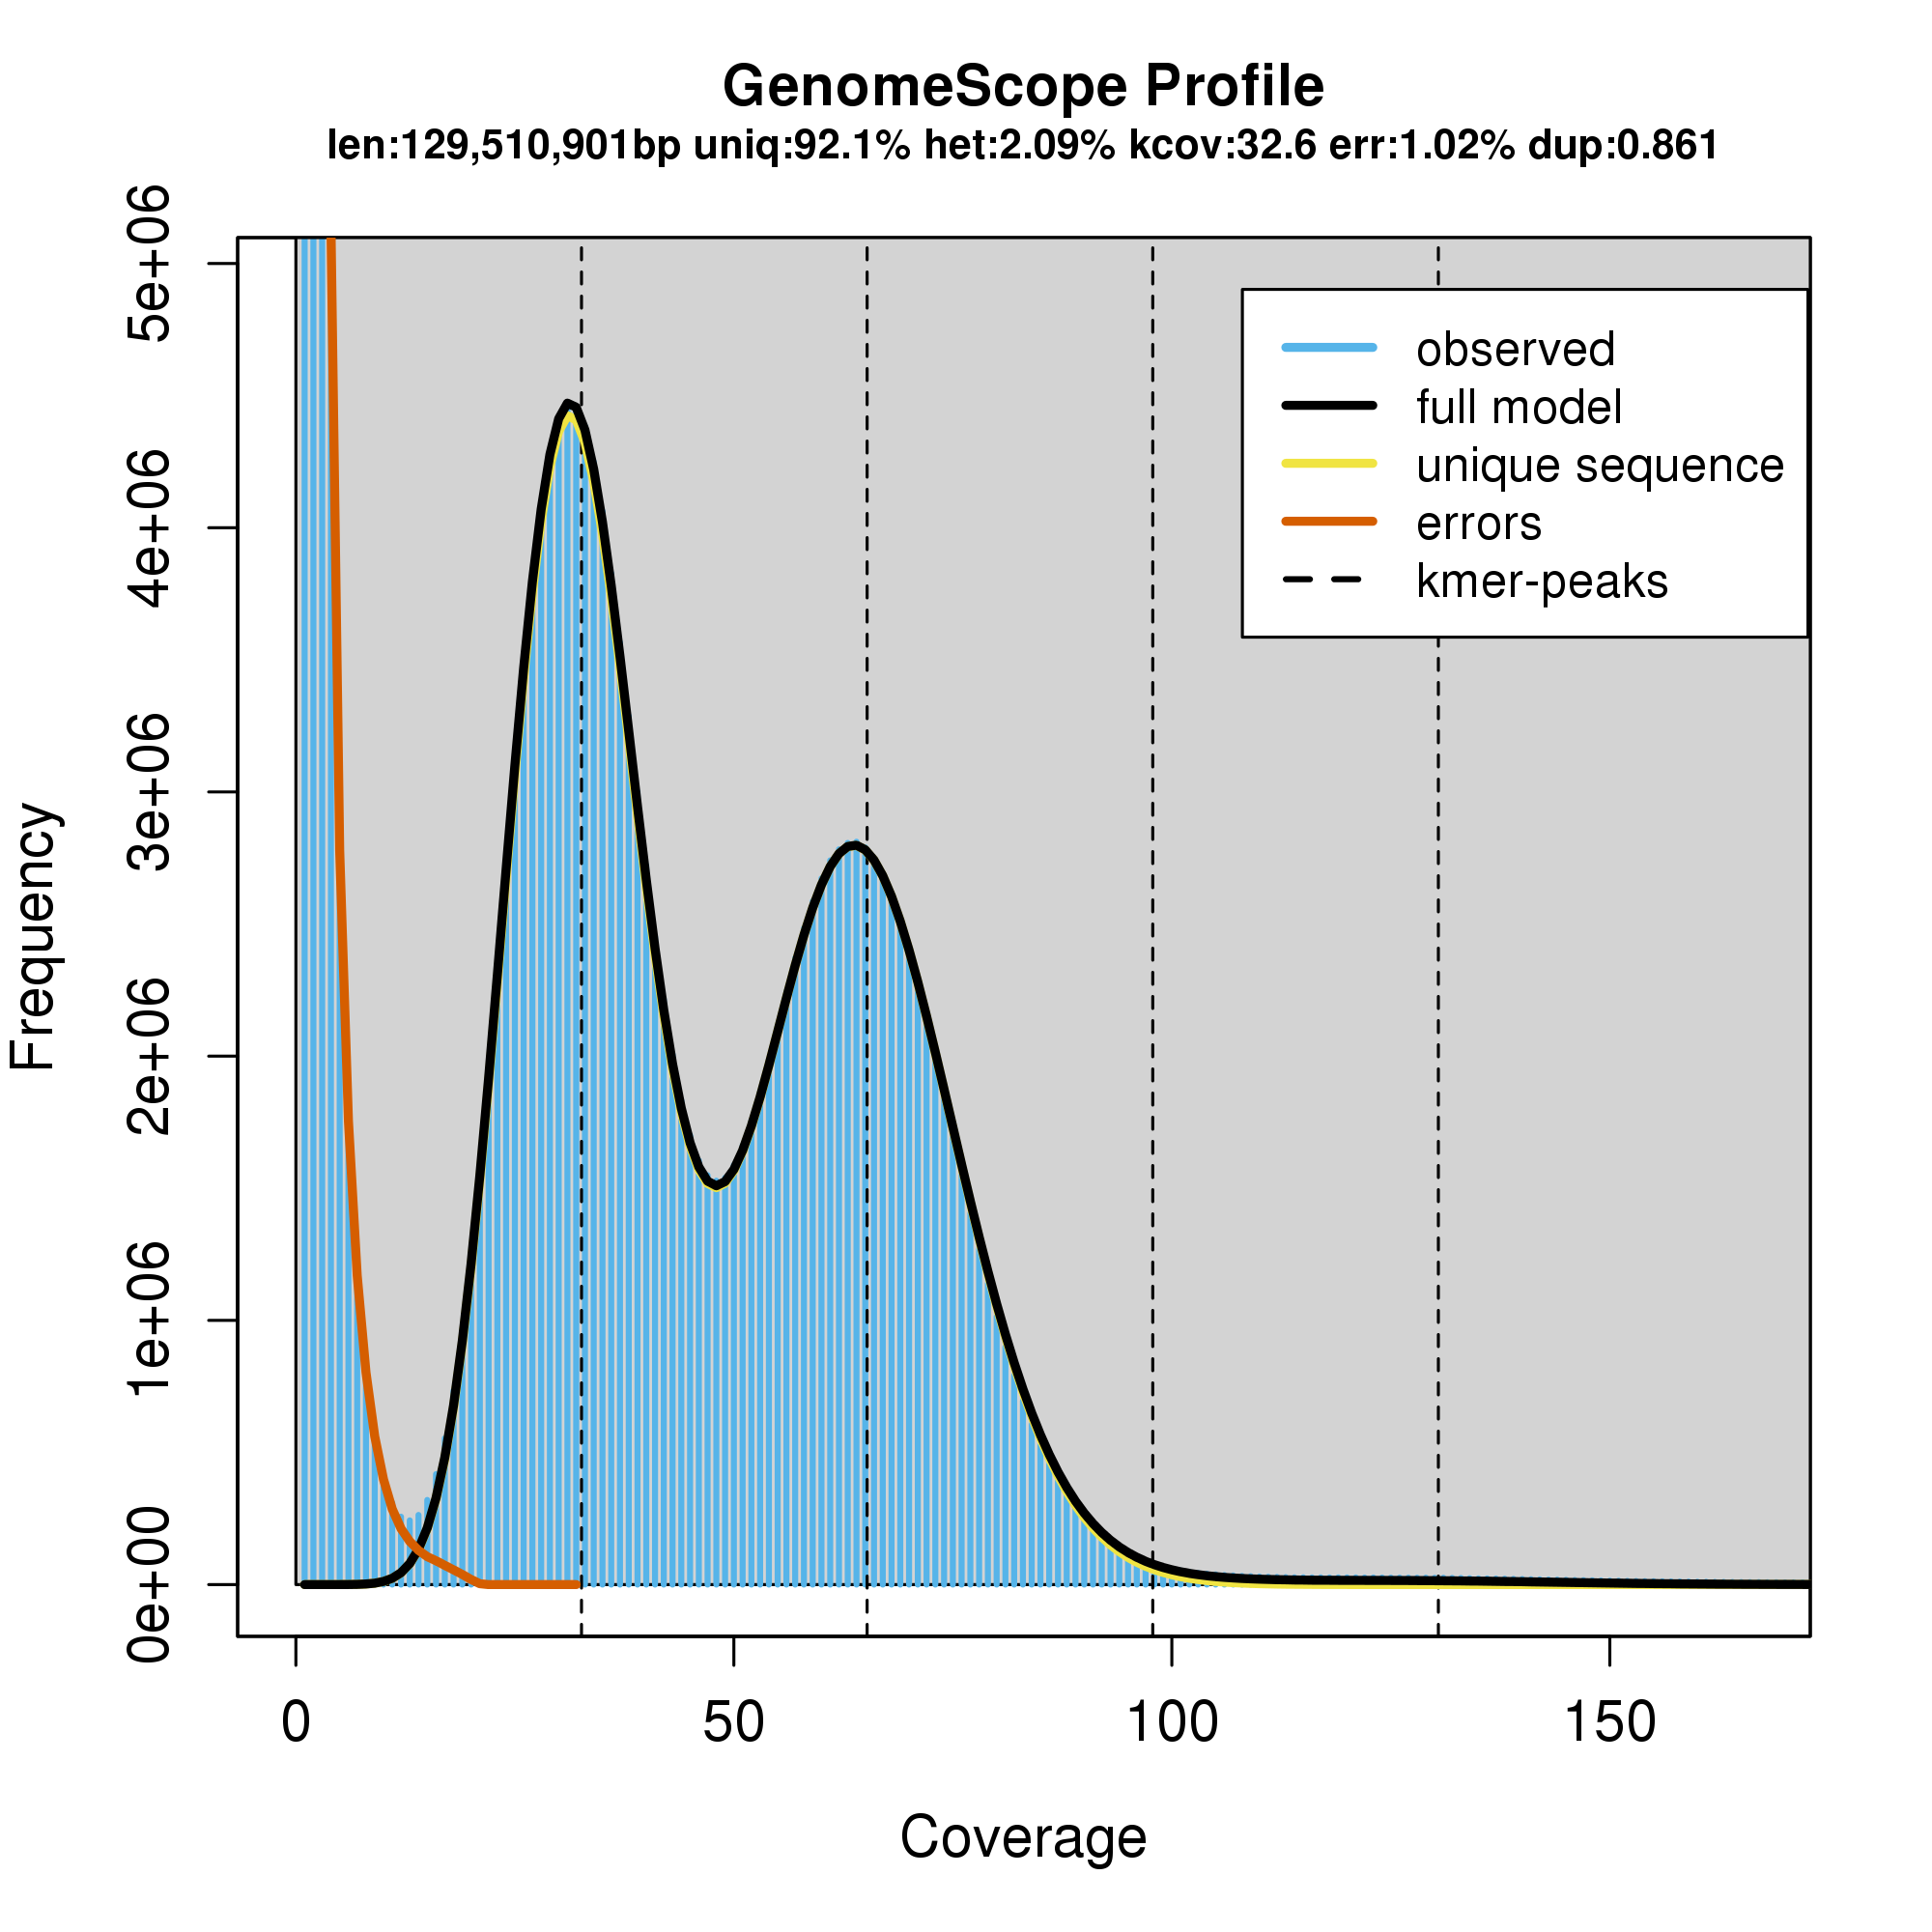 GenomeScope Profile
len:129,510,901bp uniq:92.1% het:2.09% kcov:32.6 err:1.02% dup:0.861
5e+06
4e+06
3e+06
2e+06
1e+06
0e+00
Frequency
observed
full model
unique sequence
errors
kmer-peaks
0
50
100
150
Coverage